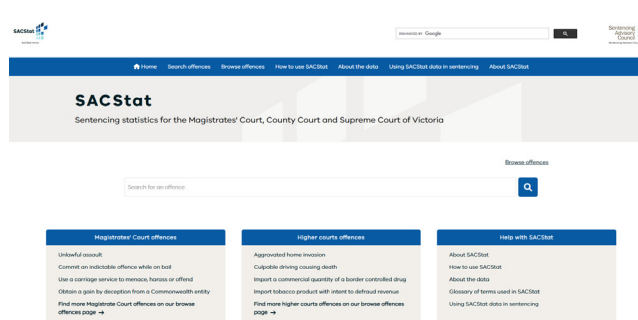 SACStat
ENHANCED BY Google
Sentencing
Advisory
Council
Home Search offences Browse offences How to use SACStat About the data Using SACStat data in sentencing About SACStat
SACStat
Sentencing statistics for the Magistrates' Court, County Court and Supreme Court of Victoria
Browse offences
Search for an offence
Magistrates' Court offences
Unlawful assault
Commit an indictable offence while on bail
Use a carriage service to menace, harass or offend
Obtain a gain by deception from a Commonwealth entity
Find more Magistrate Court offences on our browse
offences page →
Higher courts offences
Aggravated home invasion
Culpable driving causing death
Import a commercial quantity of a border controlled drug
Import tobacco product with intent to defraud revenue
Find more higher courts offences on our browse offences
page →
Help with SACStat
About SACStat
How to use SACStat
About the data
Glossary of terms used in SACStat
Using SACStat data in sentencing